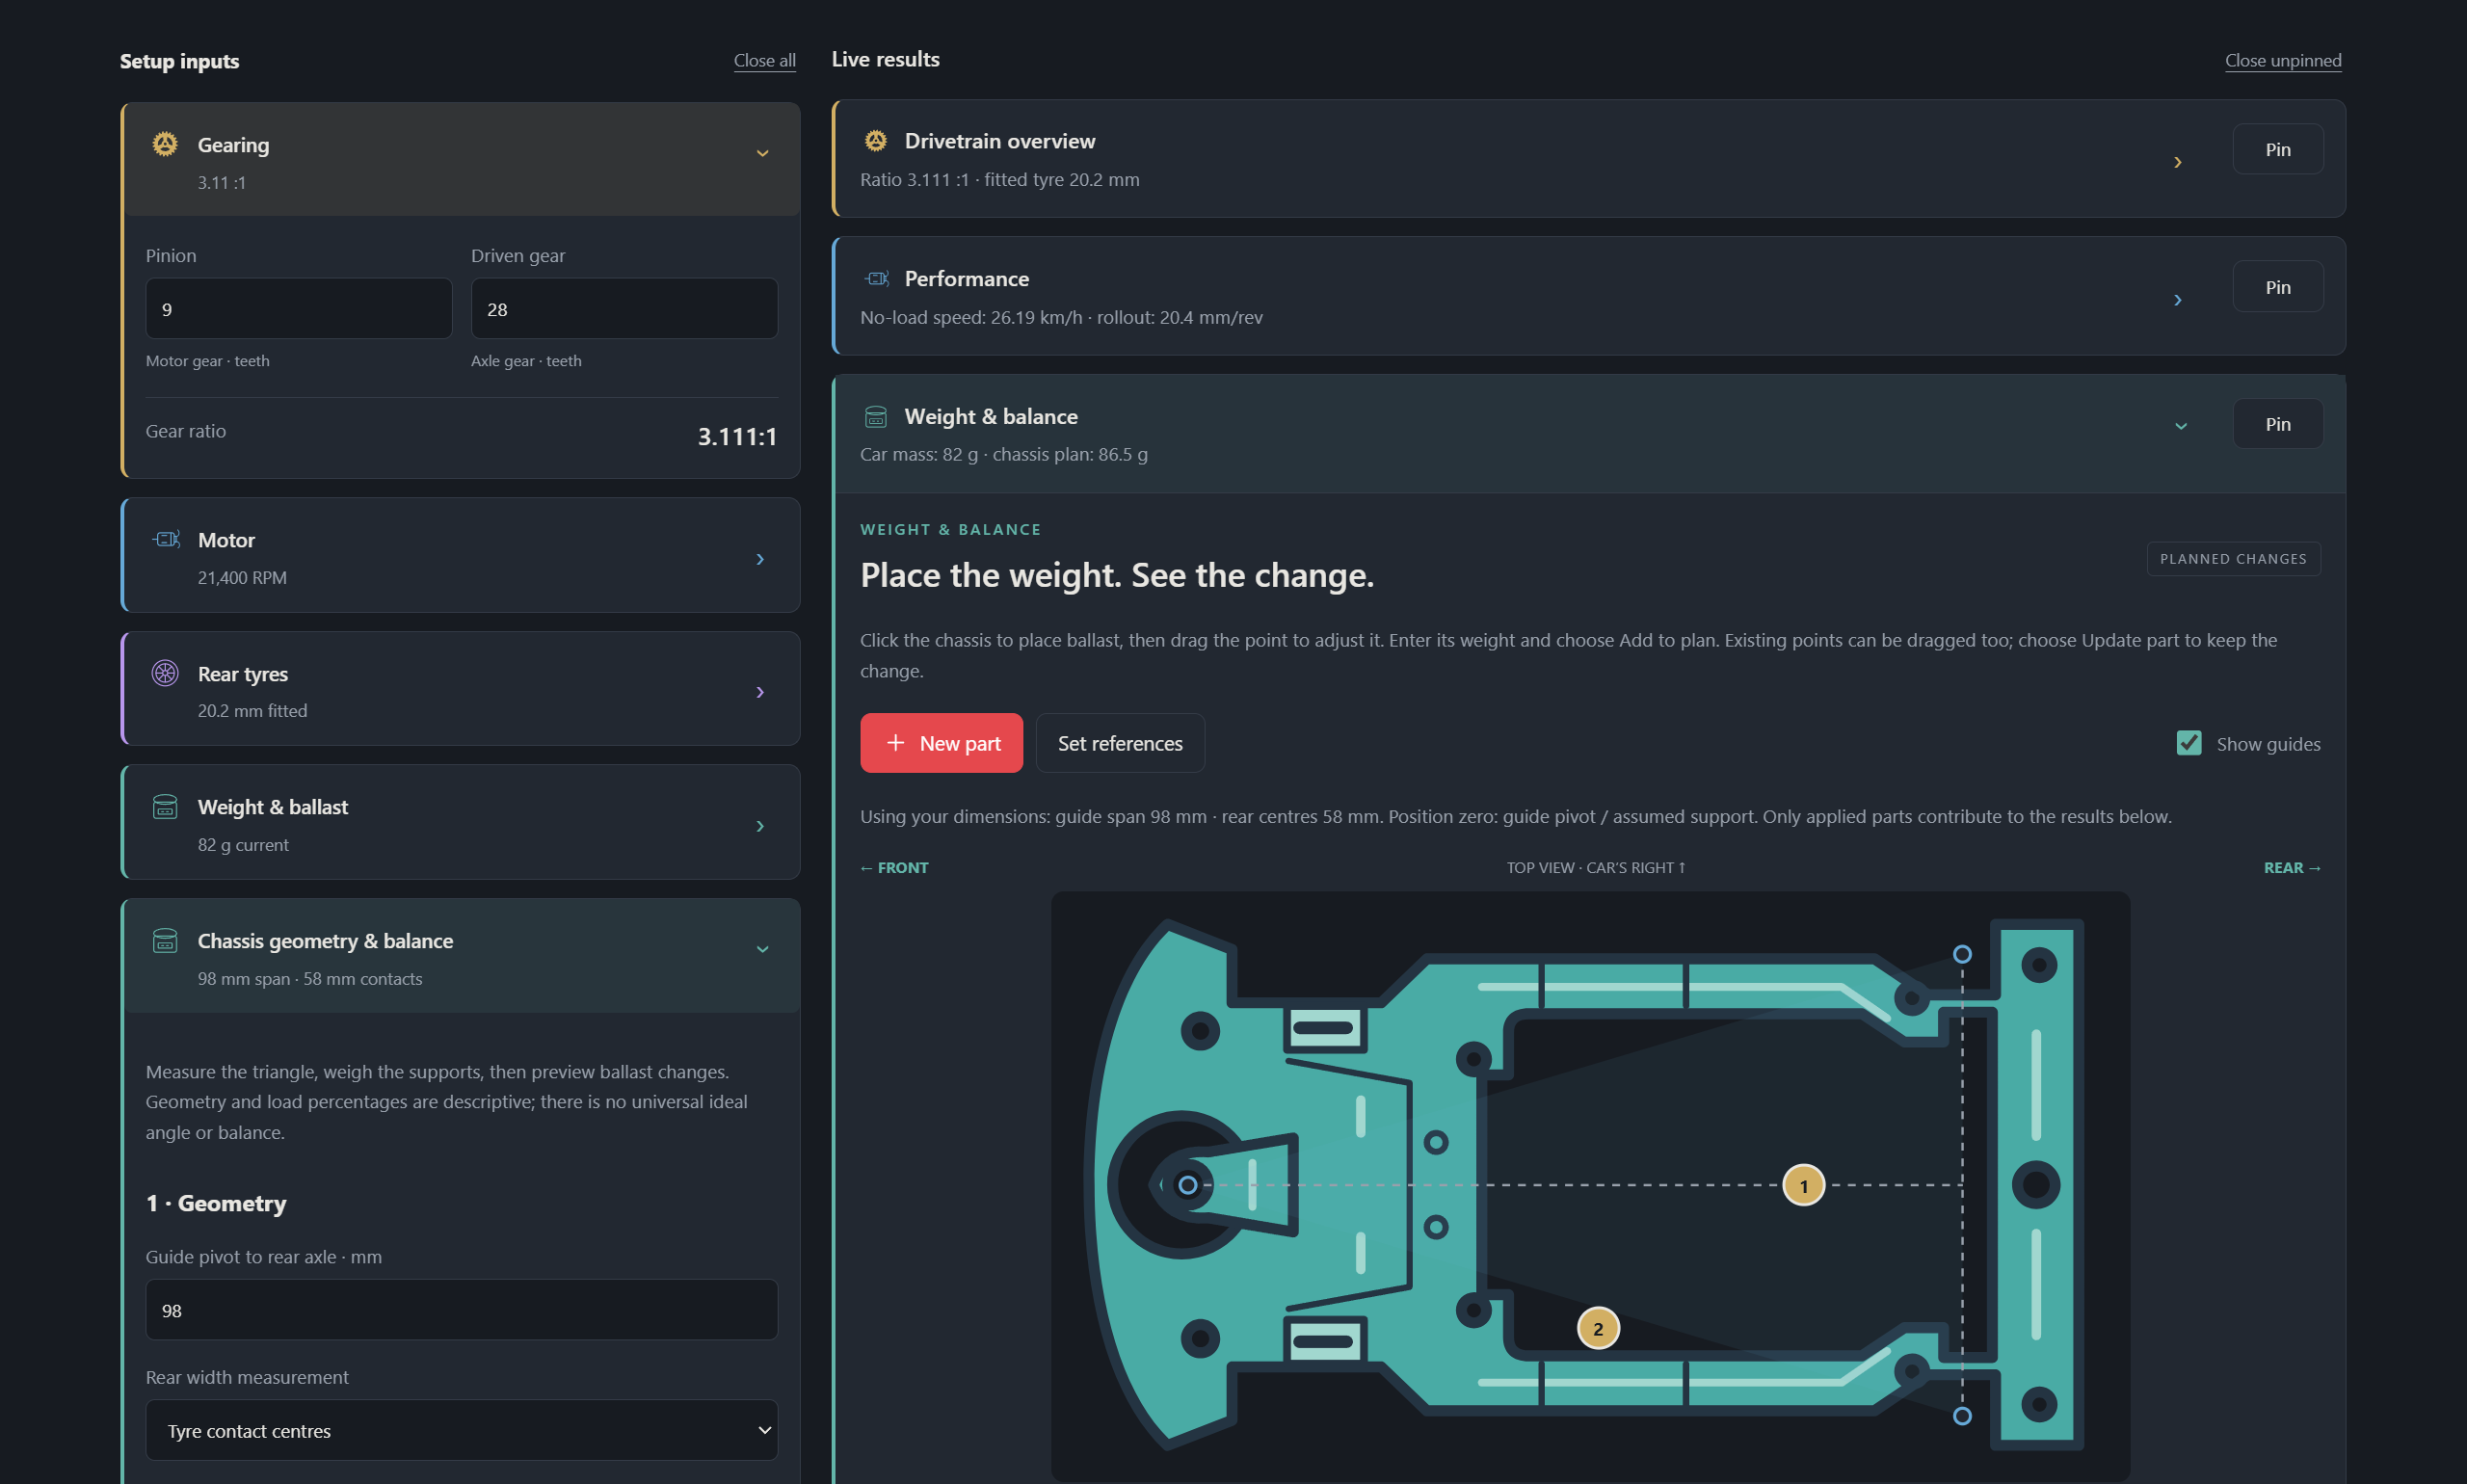 Setup inputs
Close all
Gearing
3.11 :1
Pinion
Driven gear
9
28
Motor gear · teeth
Axle gear · teeth
Gear ratio
3.111:1
Motor
21,400 RPM
Rear tyres
20.2 mm fitted
Weight & ballast
82 g current
Chassis geometry & balance
98 mm span · 58 mm contacts
Measure the triangle, weigh the supports, then preview ballast changes.
Geometry and load percentages are descriptive; there is no universal ideal
angle or balance.
1 · Geometry
Guide pivot to rear axle · mm
98
Rear width measurement
Tyre contact centres
Live results
Close unpinned
Drivetrain overview
Ratio 3.111 :1 · fitted tyre 20.2 mm
Pin
Performance
No-load speed: 26.19 km/h · rollout: 20.4 mm/rev
Pin
Weight & balance
Car mass: 82 g · chassis plan: 86.5 g
Pin
WEIGHT & BALANCE
Place the weight. See the change.
PLANNED CHANGES
Click the chassis to place ballast, then drag the point to adjust it. Enter its weight and choose Add to plan. Existing points can be dragged too; choose Update part to keep the
change.
+ New part
Set references
Show guides
Using your dimensions: guide span 98 mm · rear centres 58 mm. Position zero: guide pivot / assumed support. Only applied parts contribute to the results below.
← FRONT
TOP VIEW · CAR'S RIGHT ↑
REAR →
1
2